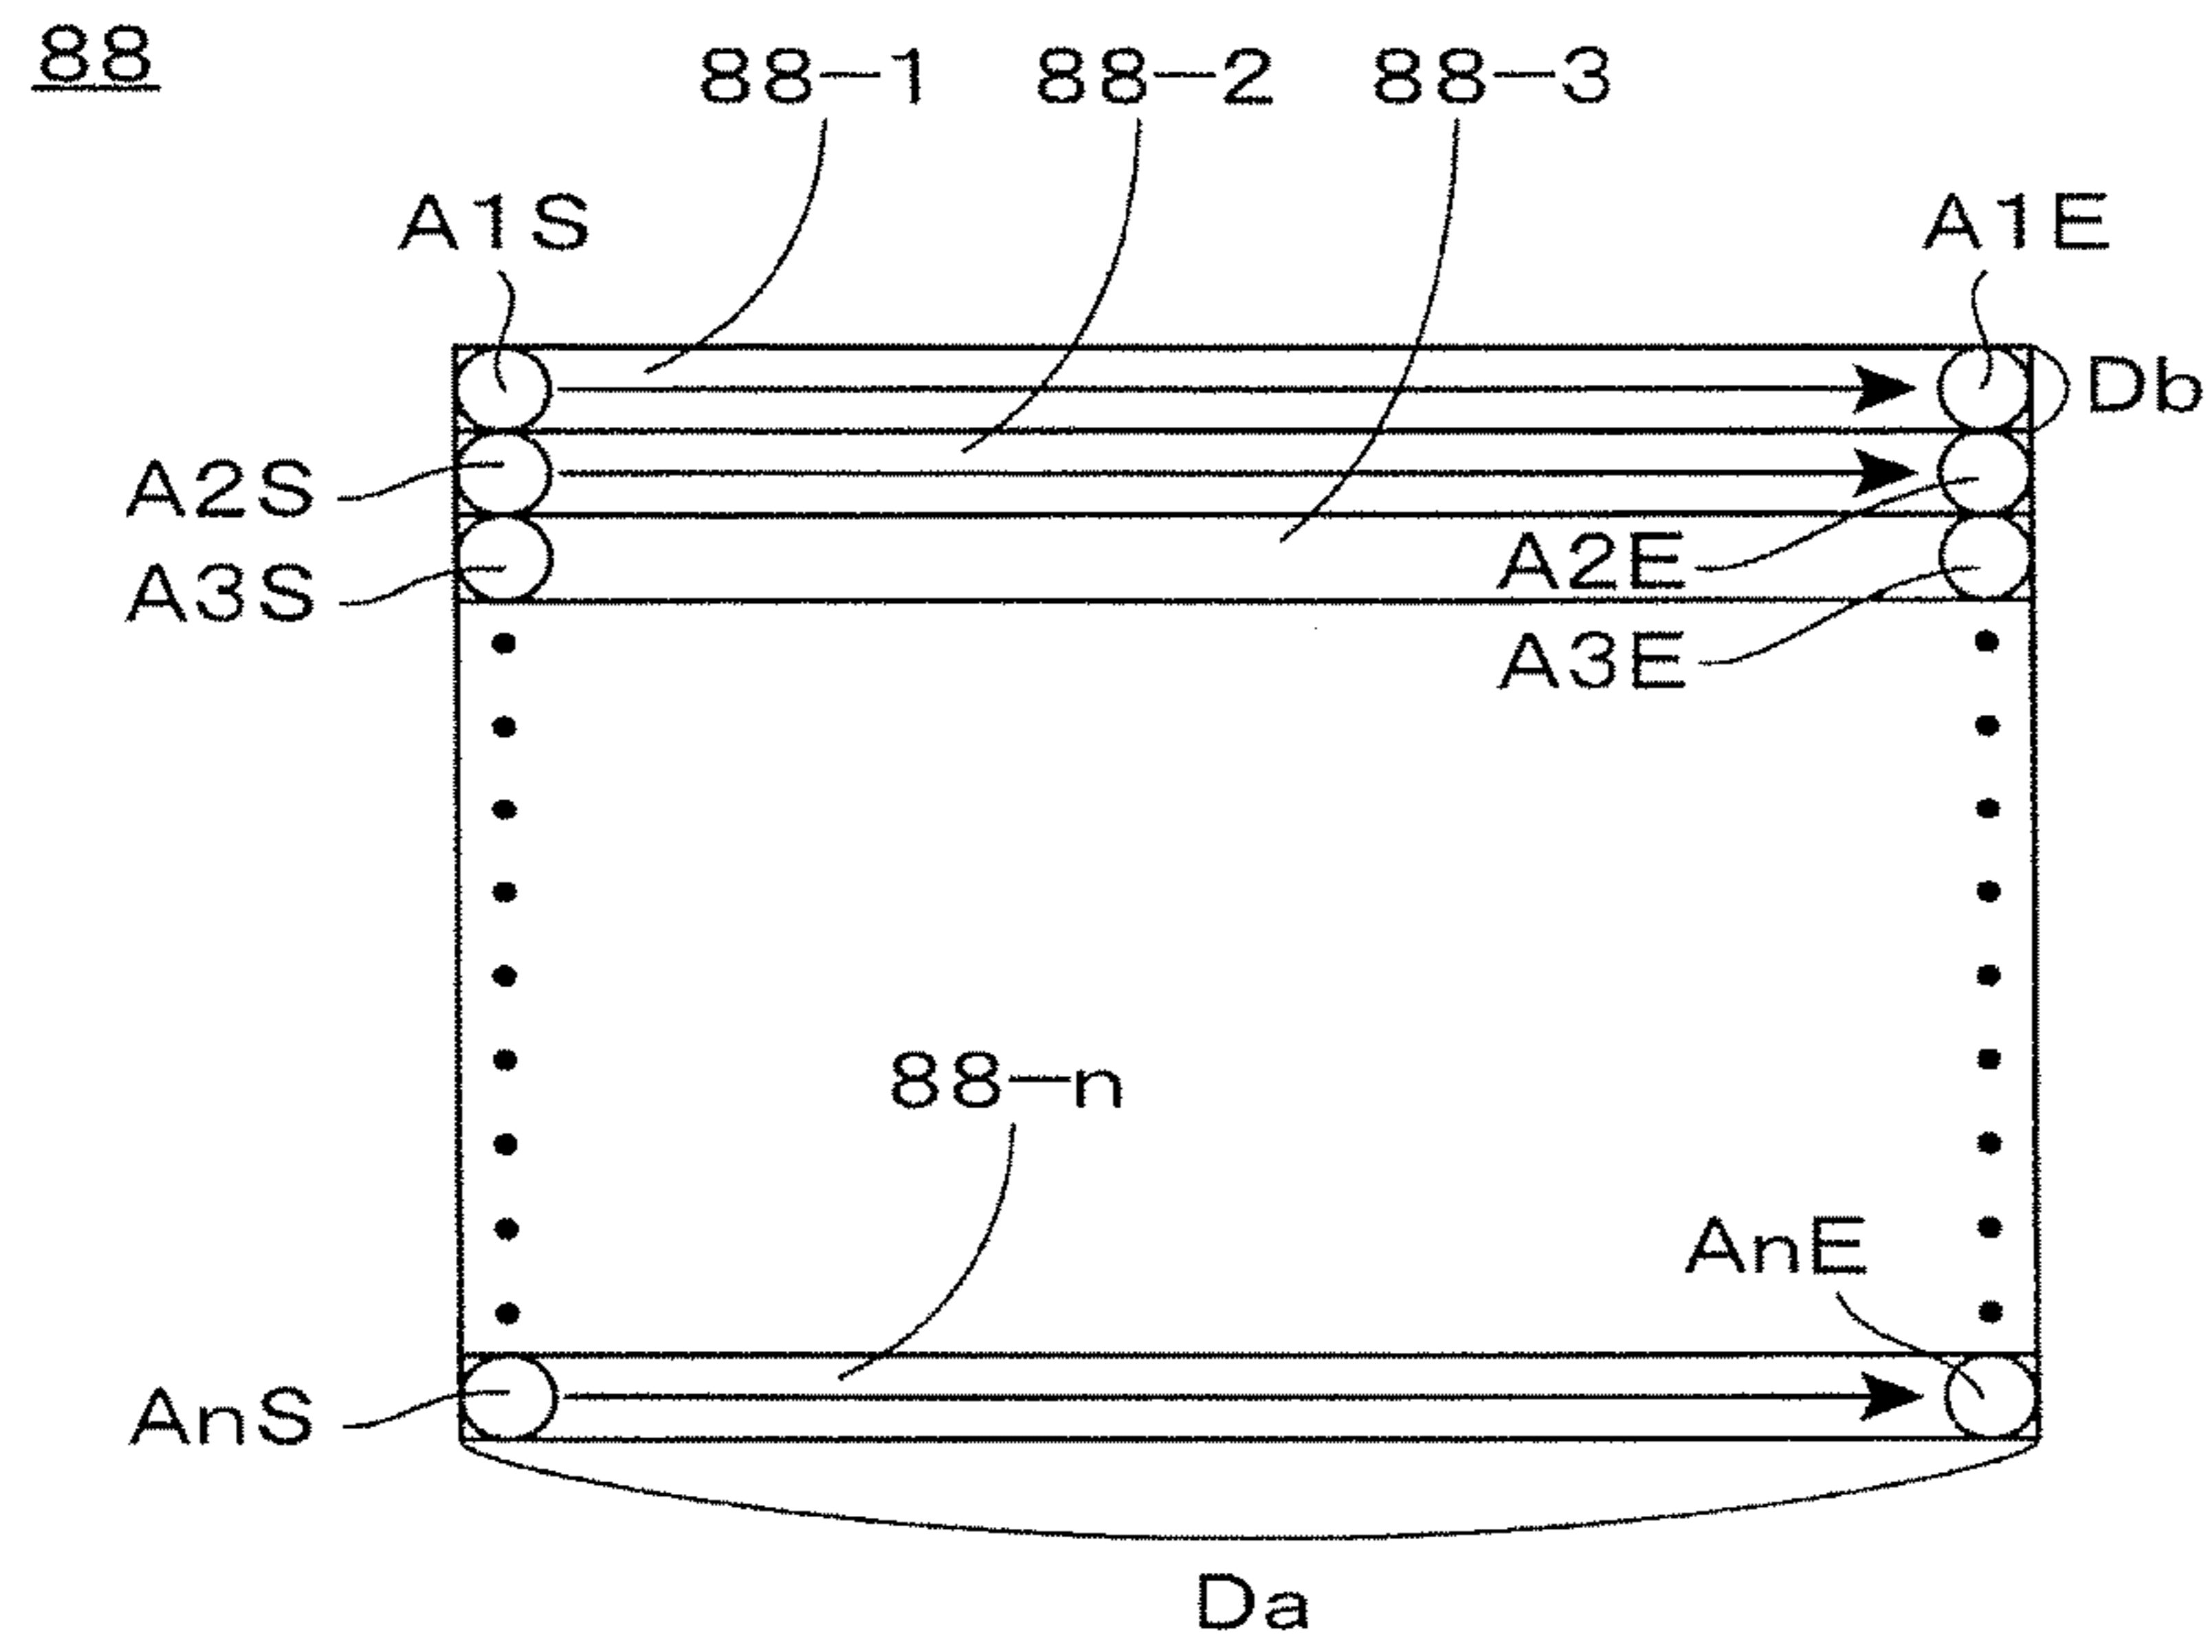 88
88-1 88-2 88-3
A1S A1E
Db
A2S
A2E
A3S
A3E
88-n
AnE
AnS
Da